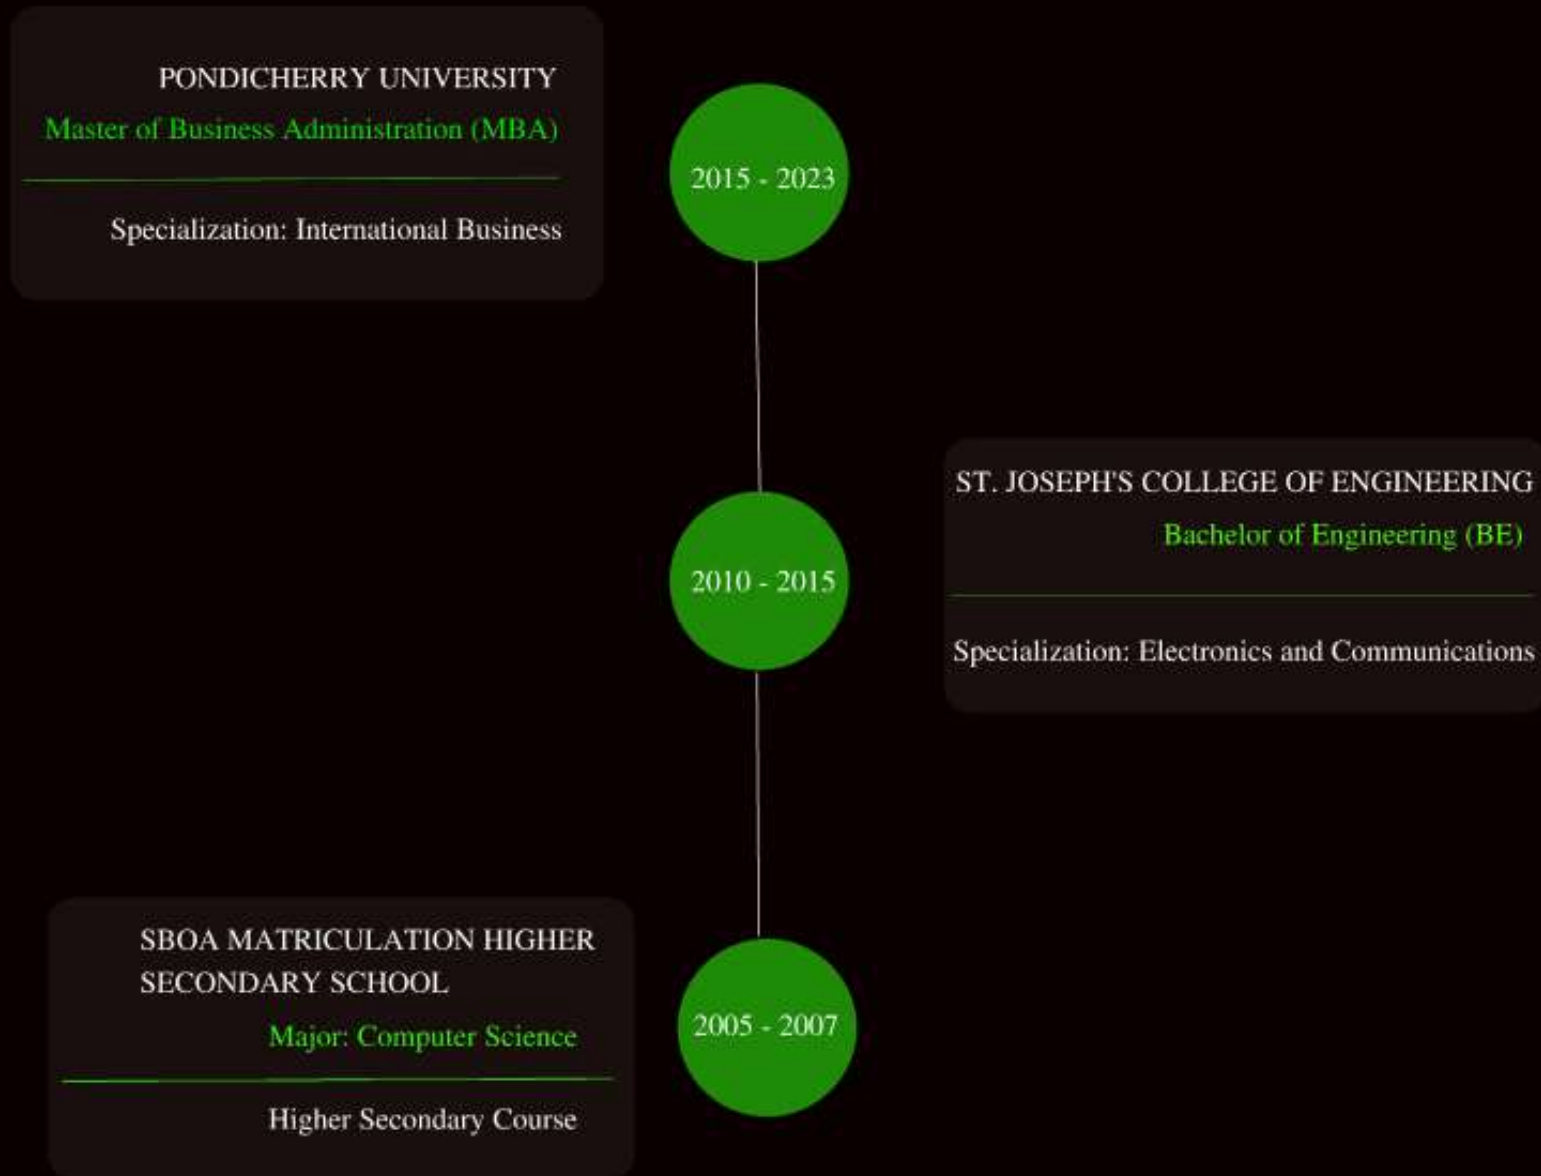 PONDICHERRY UNIVERSITY
Master of Business Administration (MBA)
Specialization: International Business
2015 - 2023
ST. JOSEPH'S COLLEGE OF ENGINEERING
Bachelor of Engineering (BE)
Specialization: Electronics and Communications
2010 - 2015
SBOA MATRICULATION HIGHER
SECONDARY SCHOOL
Major: Computer Science
Higher Secondary Course
2005 - 2007